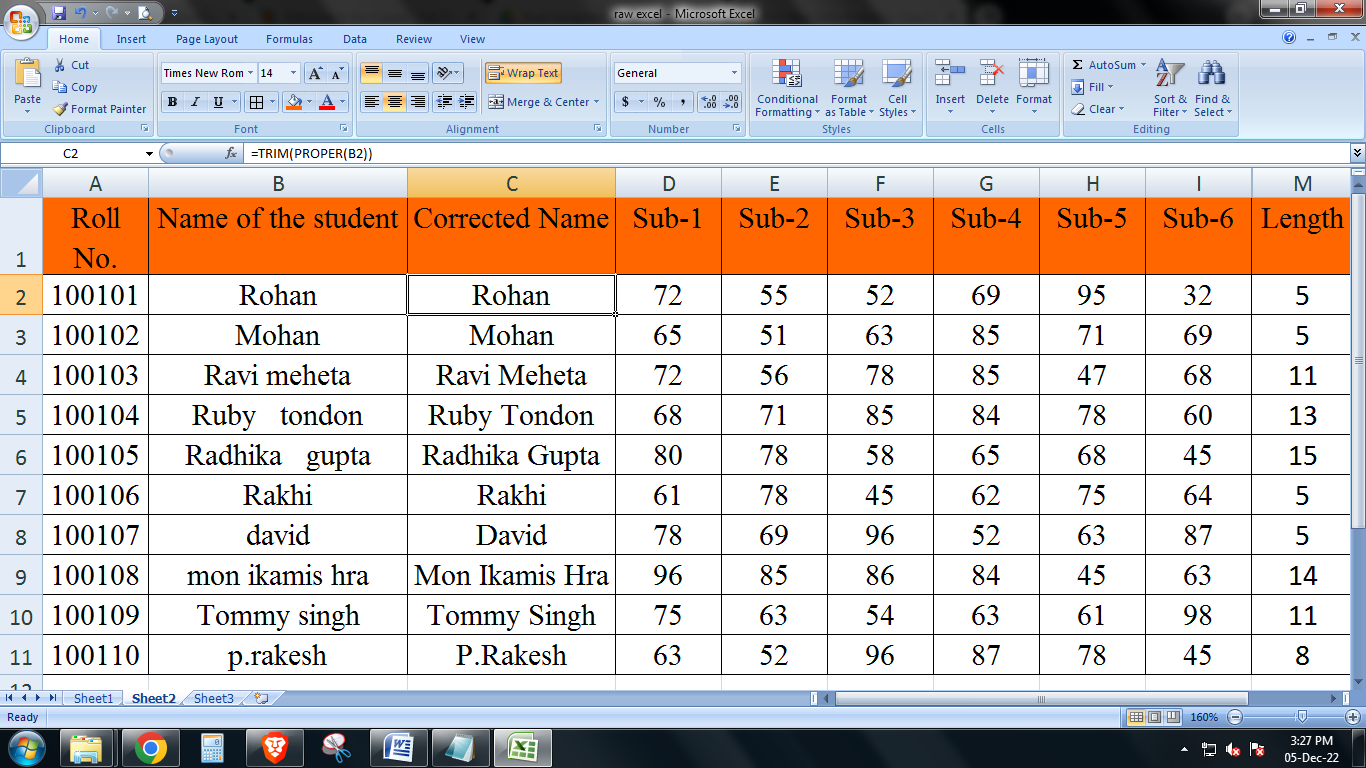 raw excel - Microsoft Excel
Home Insert Page Layout Formulas Data Review View
Paste Cut Copy Format Painter
Times New Rom 14
B I U
Wrap Text
Merge & Center
General
$ % ,
Conditional Formatting Format as Table Cell Styles
Insert Delete Format
Σ AutoSum Fill Clear
Sort & Filter Find & Select
Clipboard Font Alignment Number Styles Cells Editing
C2 fx =TRIM(PROPER(B2))
A B C D E F G H I M
1 Roll No. Name of the student Corrected Name Sub-1 Sub-2 Sub-3 Sub-4 Sub-5 Sub-6 Length
2 100101 Rohan Rohan 72 55 52 69 95 32 5
3 100102 Mohan Mohan 65 51 63 85 71 69 5
4 100103 Ravi meheta Ravi Meheta 72 56 78 85 47 68 11
5 100104 Ruby   tondon Ruby Tondon 68 71 85 84 78 60 13
6 100105 Radhika   gupta Radhika Gupta 80 78 58 65 68 45 15
7 100106 Rakhi Rakhi 61 78 45 62 75 64 5
8 100107 david David 78 69 96 52 63 87 5
9 100108 mon ikamis hra Mon Ikamis Hra 96 85 86 84 45 63 14
10 100109 Tommy singh Tommy Singh 75 63 54 63 61 98 11
11 100110 p.rakesh P.Rakesh 63 52 96 87 78 45 8
12
Sheet1 Sheet2 Sheet3
Ready 160%
3:27 PM
05-Dec-22